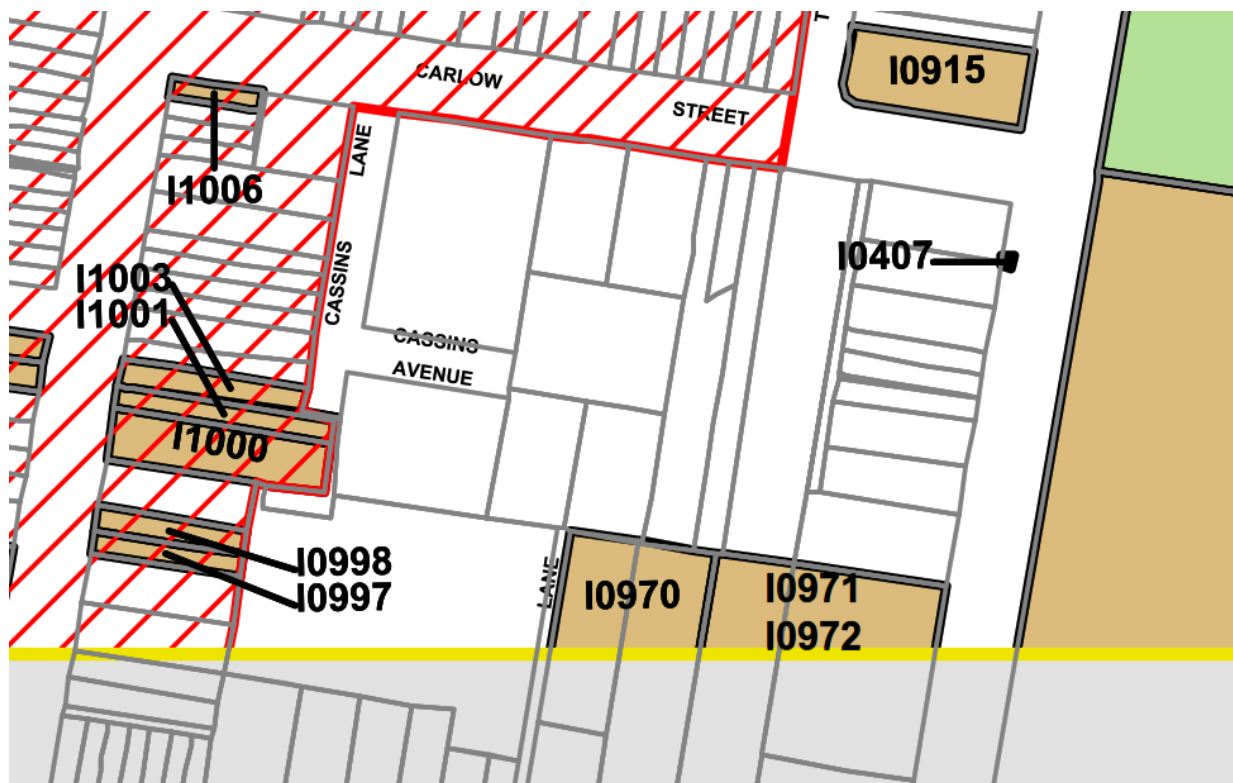 T
I0915
CARLOW
STREET
LANE
I1006
CASSINS
I0407
I1003
I1001
CASSINS
AVENUE
I1000
I0998
I0997
LANE
I0970
I0971
I0972